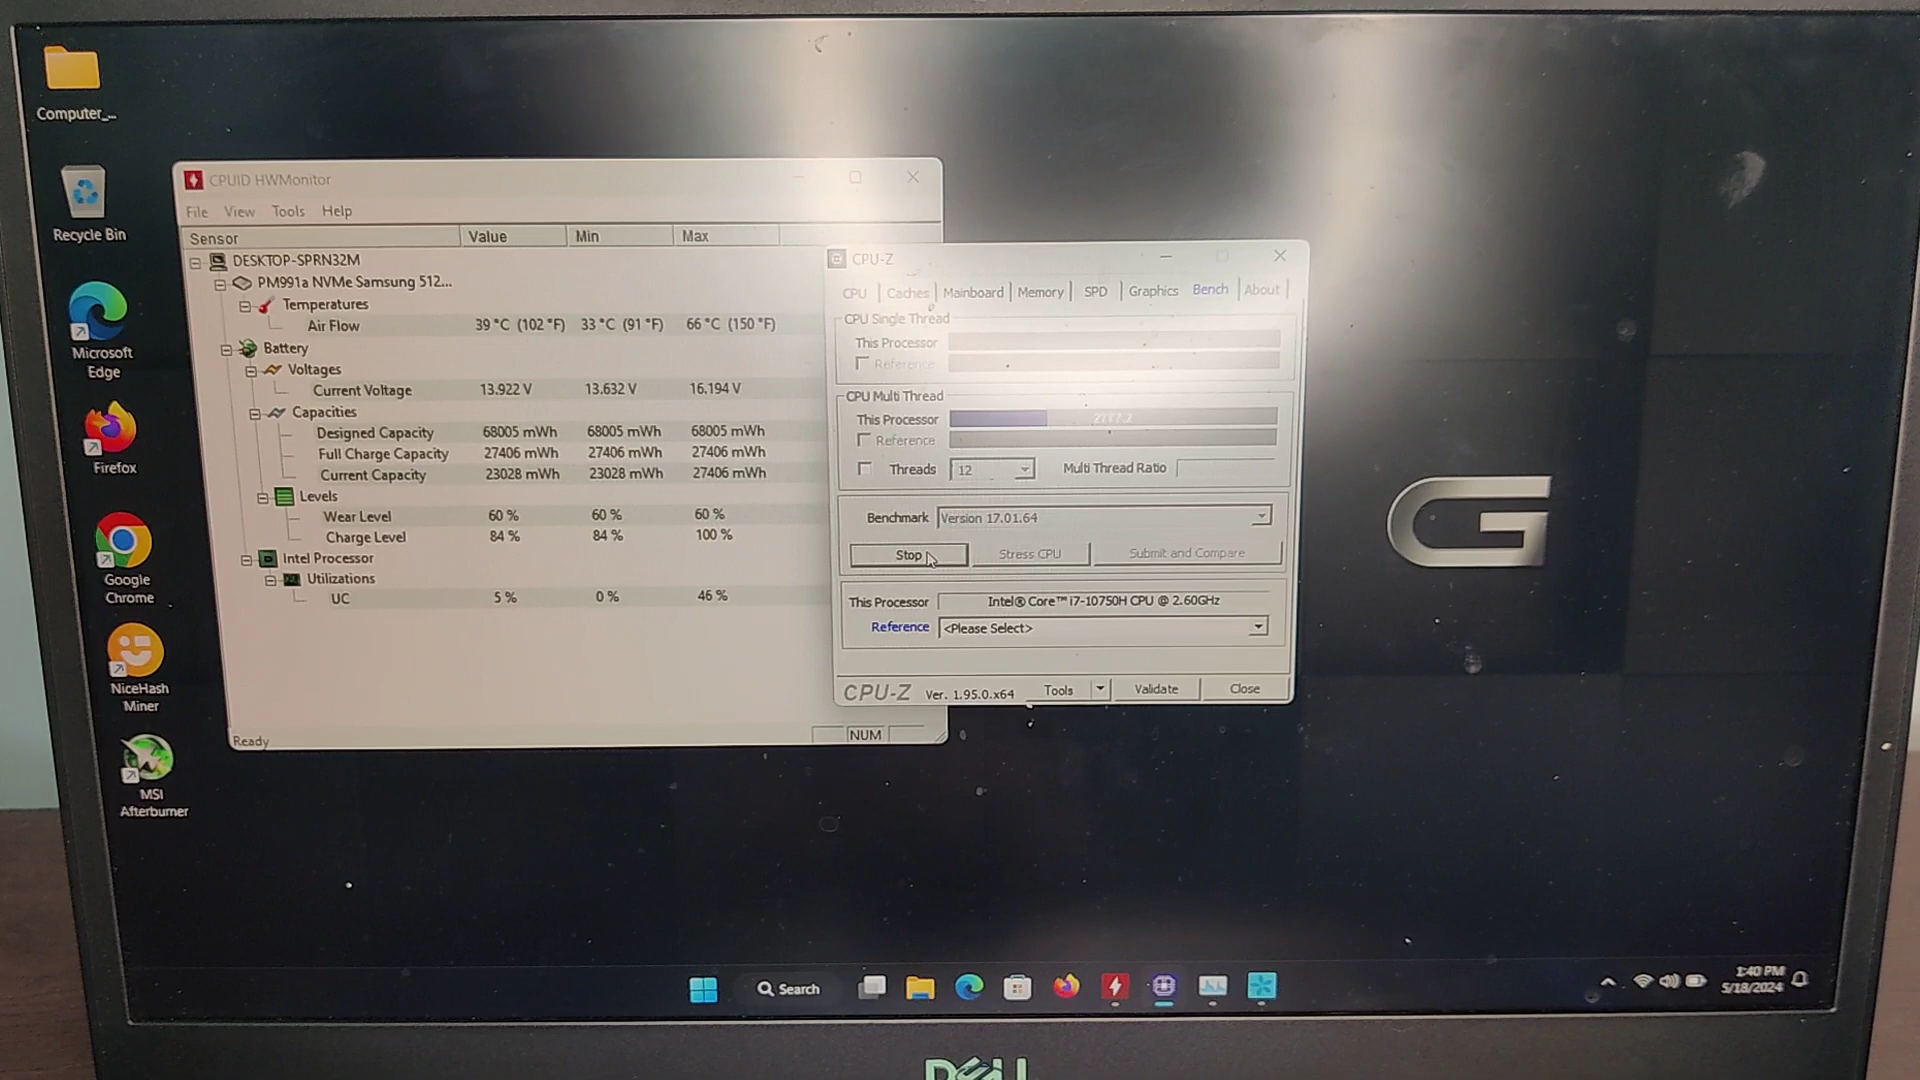 Computer_...
Recycle Bin
Microsoft
Edge
Firefox
Google
Chrome
NiceHash
Miner
MSI
Afterburner
CPUID HWMonitor
File View Tools Help
Sensor Value Min Max
DESKTOP-SPRN32M
PM991a NVMe Samsung 512...
Temperatures
Air Flow 39 °C (102 °F) 33 °C (91 °F) 66 °C (150 °F)
Battery
Voltages
Current Voltage 13.922 V 13.632 V 16.194 V
Capacities
Designed Capacity 68005 mWh 68005 mWh 68005 mWh
Full Charge Capacity 27406 mWh 27406 mWh 27406 mWh
Current Capacity 23028 mWh 23028 mWh 27406 mWh
Levels
Wear Level 60 % 60 % 60 %
Charge Level 84 % 84 % 100 %
Intel Processor
Utilizations
UC 5 % 0 % 46 %
Ready NUM
CPU-Z
CPU Caches Mainboard Memory SPD Graphics Bench About
CPU Single Thread
This Processor
Reference
CPU Multi Thread
This Processor
Reference
Threads 12 Multi Thread Ratio
Benchmark Version 17.01.64
Stop Stress CPU Submit and Compare
This Processor Intel® Core™ i7-10750H CPU @ 2.60GHz
Reference <Please Select>
CPU-Z Ver. 1.95.0.x64 Tools Validate Close
G
Search
1:40 PM
5/18/2024
DELL